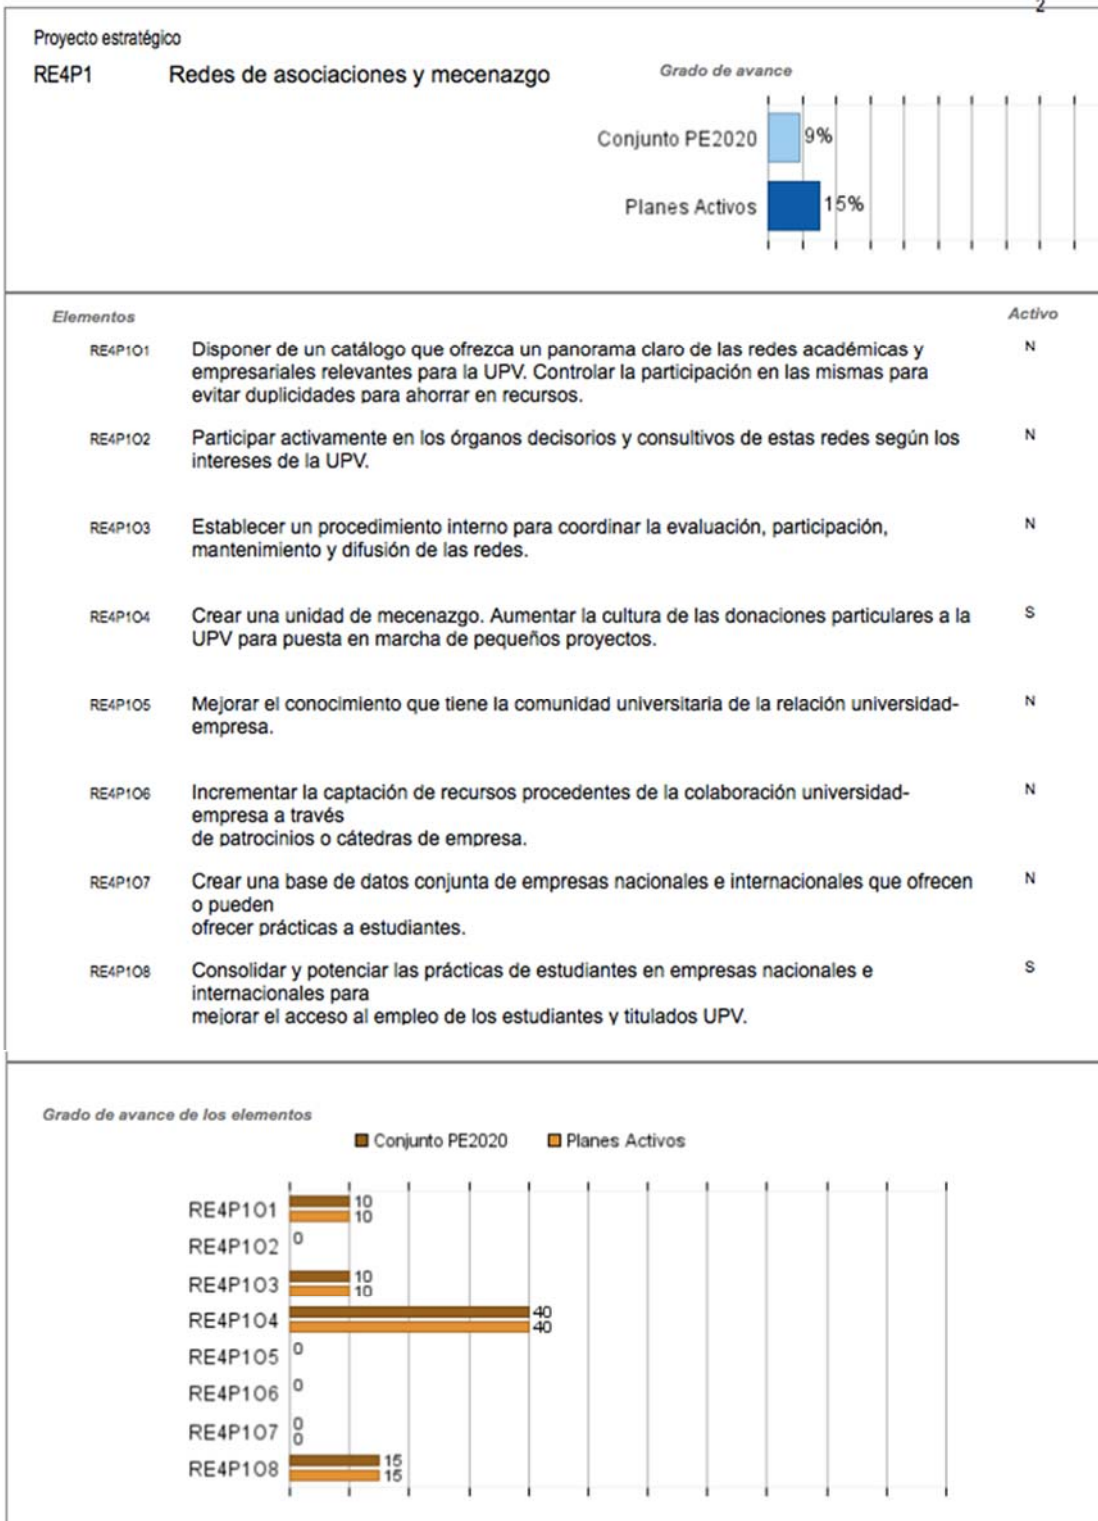 2
Proyecto estratégico
RE4P1 Redes de asociaciones y mecenazgo
Grado de avance
Conjunto PE2020 9%
Planes Activos 15%
Elementos Activo
RE4P1O1 Disponer de un catálogo que ofrezca un panorama claro de las redes académicas y N
empresariales relevantes para la UPV. Controlar la participación en las mismas para
evitar duplicidades para ahorrar en recursos.
RE4P1O2 Participar activamente en los órganos decisorios y consultivos de estas redes según los N
intereses de la UPV.
RE4P1O3 Establecer un procedimiento interno para coordinar la evaluación, participación, N
mantenimiento y difusión de las redes.
RE4P1O4 Crear una unidad de mecenazgo. Aumentar la cultura de las donaciones particulares a la S
UPV para puesta en marcha de pequeños proyectos.
RE4P1O5 Mejorar el conocimiento que tiene la comunidad universitaria de la relación universidad- N
empresa.
RE4P1O6 Incrementar la captación de recursos procedentes de la colaboración universidad- N
empresa a través
de patrocinios o cátedras de empresa.
RE4P1O7 Crear una base de datos conjunta de empresas nacionales e internacionales que ofrecen N
o pueden
ofrecer prácticas a estudiantes.
RE4P1O8 Consolidar y potenciar las prácticas de estudiantes en empresas nacionales e S
internacionales para
mejorar el acceso al empleo de los estudiantes y titulados UPV.
Grado de avance de los elementos
Conjunto PE2020 Planes Activos
RE4P1O1 10
10
RE4P1O2 0
RE4P1O3 10
10
RE4P1O4 40
40
RE4P1O5 0
RE4P1O6 0
RE4P1O7 0
0
RE4P1O8 15
15